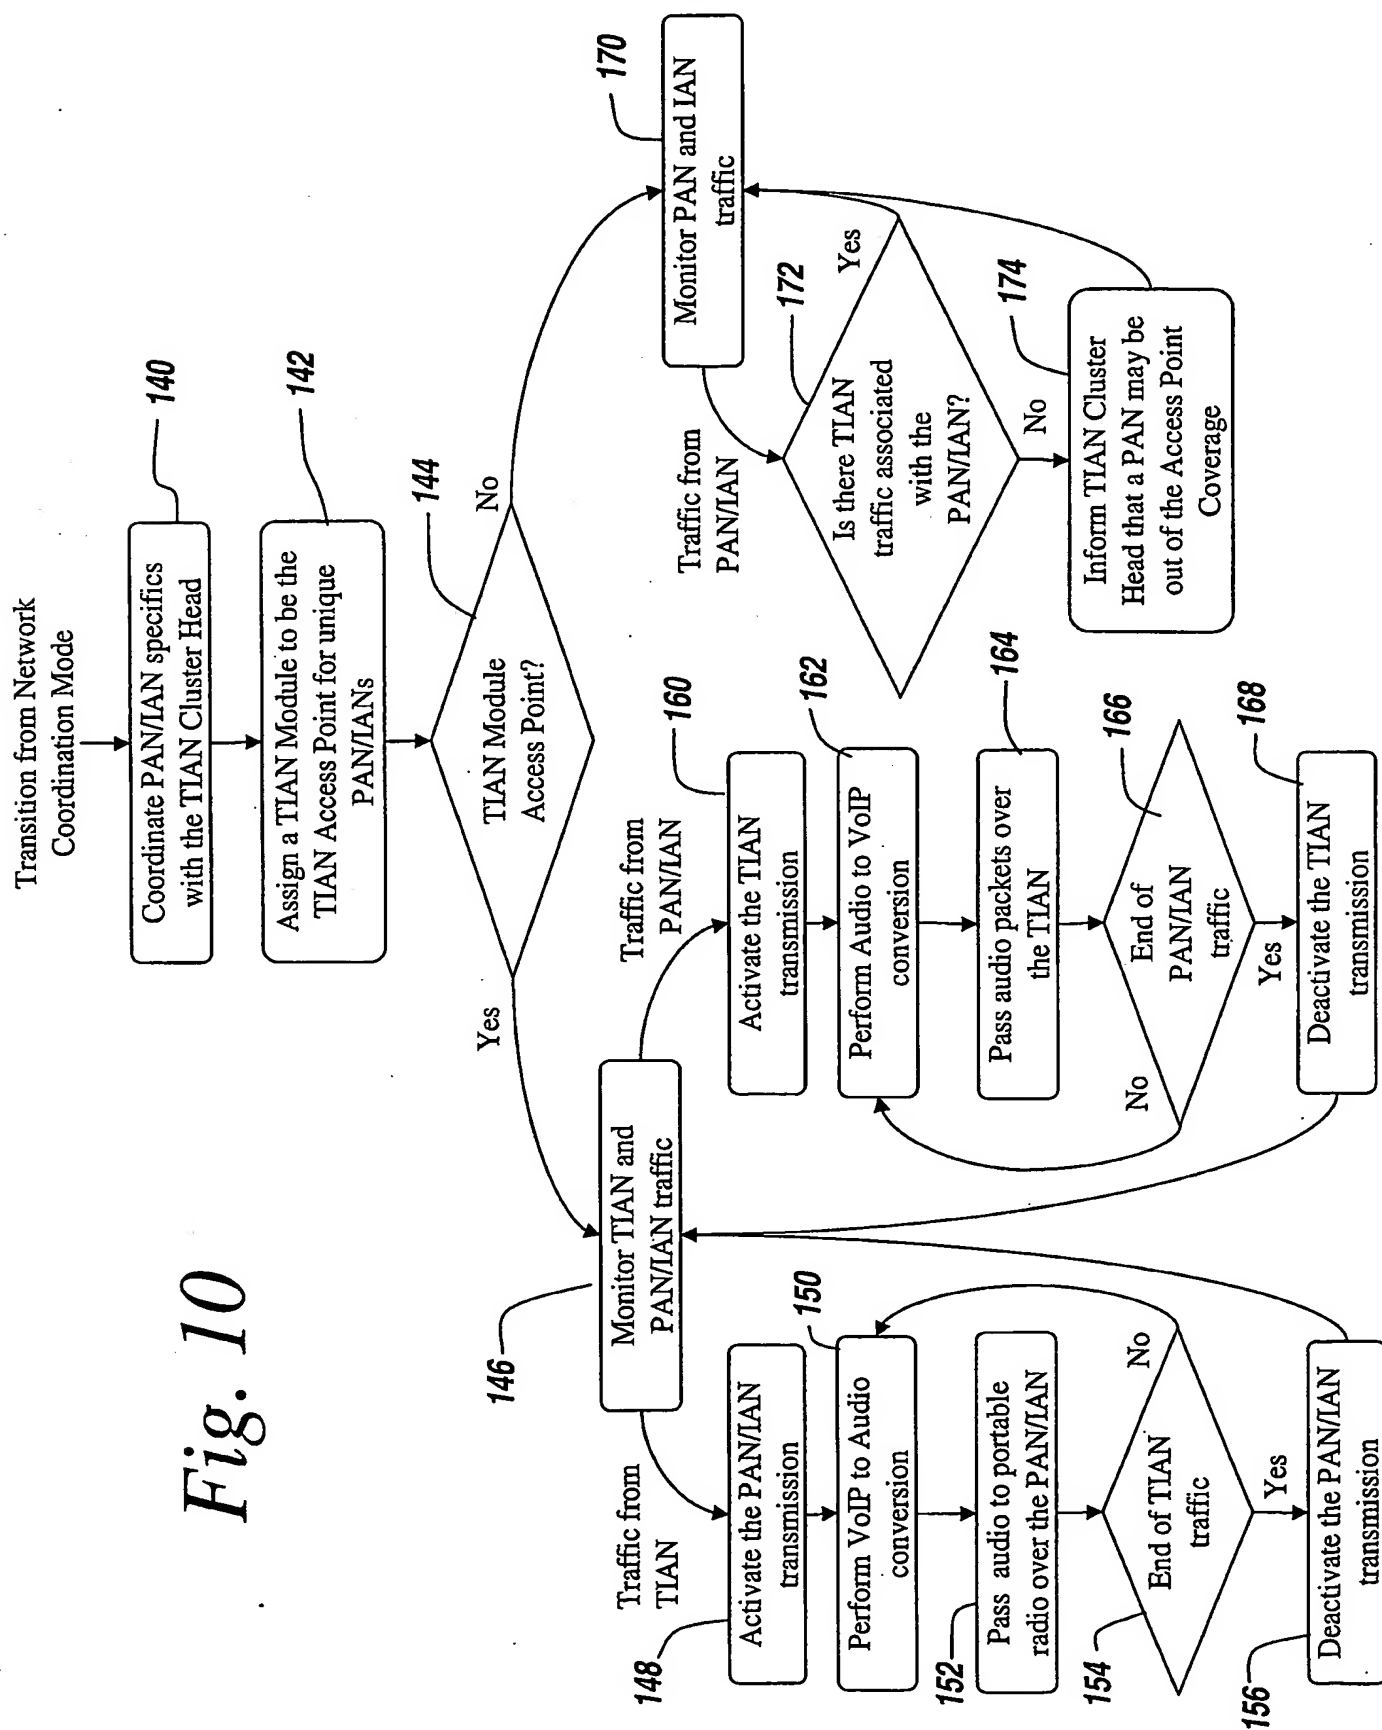 Transition from Network
Coordination Mode
140
Coordinate PAN/IAN specifics
with the TIAN Cluster Head
142
Assign a TIAN Module to be the
TIAN Access Point for unique
PAN/IANs
144
TIAN Module
Access Point?
Yes
No
146
Monitor TIAN and
PAN/IAN traffic
Traffic from
TIAN
148
Activate the PAN/IAN
transmission
150
Perform VoIP to Audio
conversion
152
Pass audio to portable
radio over the PAN/IAN
154
End of TIAN
traffic
No
Yes
156
Deactivate the PAN/IAN
transmission
Traffic from
PAN/IAN
160
Activate the TIAN
transmission
162
Perform Audio to VoIP
conversion
164
Pass audio packets over
the TIAN
166
End of
PAN/IAN
traffic
No
Yes
168
Deactivate the TIAN
transmission
170
Monitor PAN and IAN
traffic
Traffic from
PAN/IAN
172
Is there TIAN
traffic associated
with the
PAN/IAN?
Yes
No
174
Inform TIAN Cluster
Head that a PAN may be
out of the Access Point
Coverage
Fig. 10